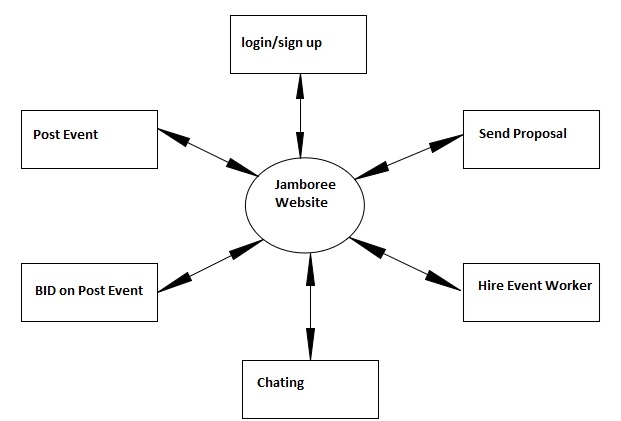 login/sign up
Post Event
Send Proposal
Jamboree
Website
BID on Post Event
Hire Event Worker
Chating